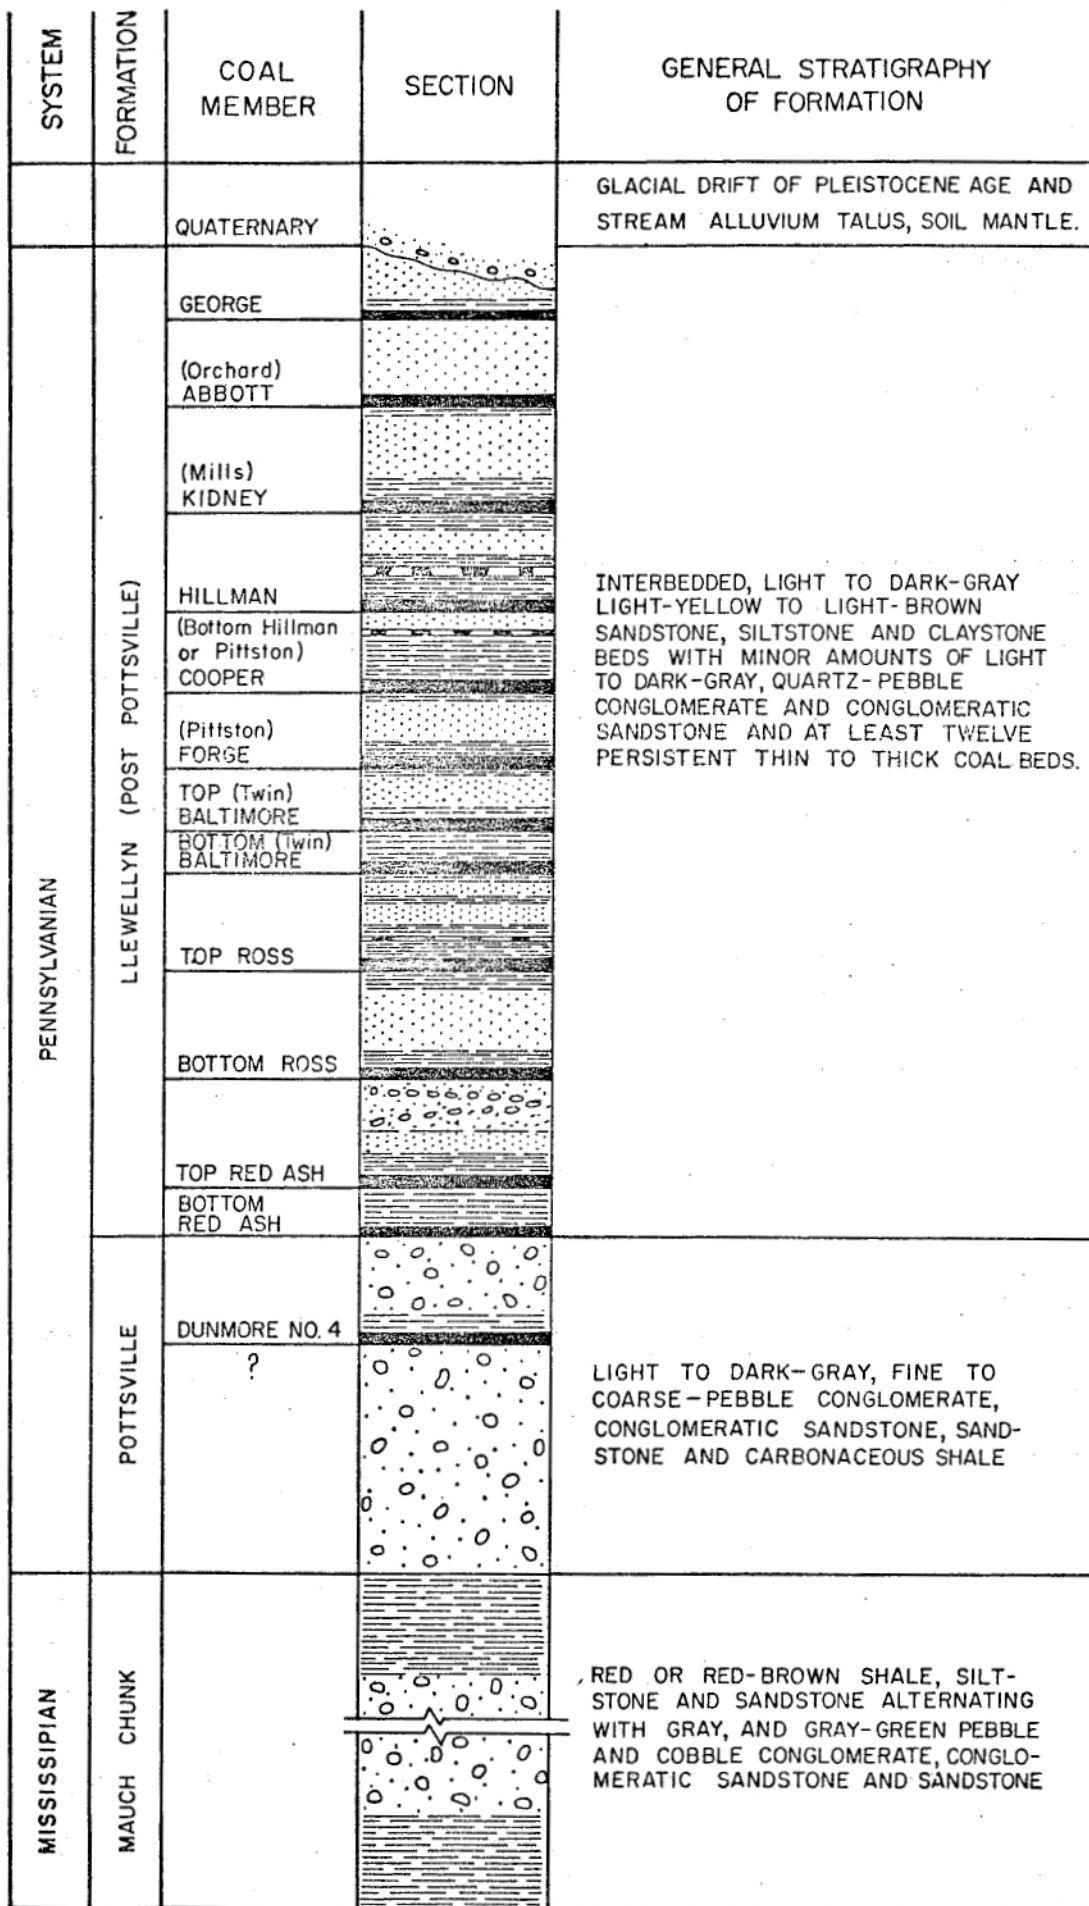 SYSTEM
FORMATION
COAL
MEMBER
SECTION
GENERAL STRATIGRAPHY
OF FORMATION
QUATERNARY
GLACIAL DRIFT OF PLEISTOCENE AGE AND
STREAM ALLUVIUM TALUS, SOIL MANTLE.
PENNSYLVANIAN
LLEWELLYN (POST POTTSVILLE)
GEORGE
(Orchard)
ABBOTT
(Mills)
KIDNEY
HILLMAN
(Bottom Hillman
or Pittston)
COOPER
(Pittston)
FORGE
TOP (Twin)
BALTIMORE
BOTTOM (Twin)
BALTIMORE
TOP ROSS
BOTTOM ROSS
TOP RED ASH
BOTTOM
RED ASH
INTERBEDDED, LIGHT TO DARK-GRAY
LIGHT-YELLOW TO LIGHT-BROWN
SANDSTONE, SILTSTONE AND CLAYSTONE
BEDS WITH MINOR AMOUNTS OF LIGHT
TO DARK-GRAY, QUARTZ-PEBBLE
CONGLOMERATE AND CONGLOMERATIC
SANDSTONE AND AT LEAST TWELVE
PERSISTENT THIN TO THICK COAL BEDS.
POTTSVILLE
DUNMORE NO. 4
?
LIGHT TO DARK-GRAY, FINE TO
COARSE-PEBBLE CONGLOMERATE,
CONGLOMERATIC SANDSTONE, SAND-
STONE AND CARBONACEOUS SHALE
MISSISSIPIAN
MAUCH CHUNK
RED OR RED-BROWN SHALE, SILT-
STONE AND SANDSTONE ALTERNATING
WITH GRAY, AND GRAY-GREEN PEBBLE
AND COBBLE CONGLOMERATE, CONGLO-
MERATIC SANDSTONE AND SANDSTONE